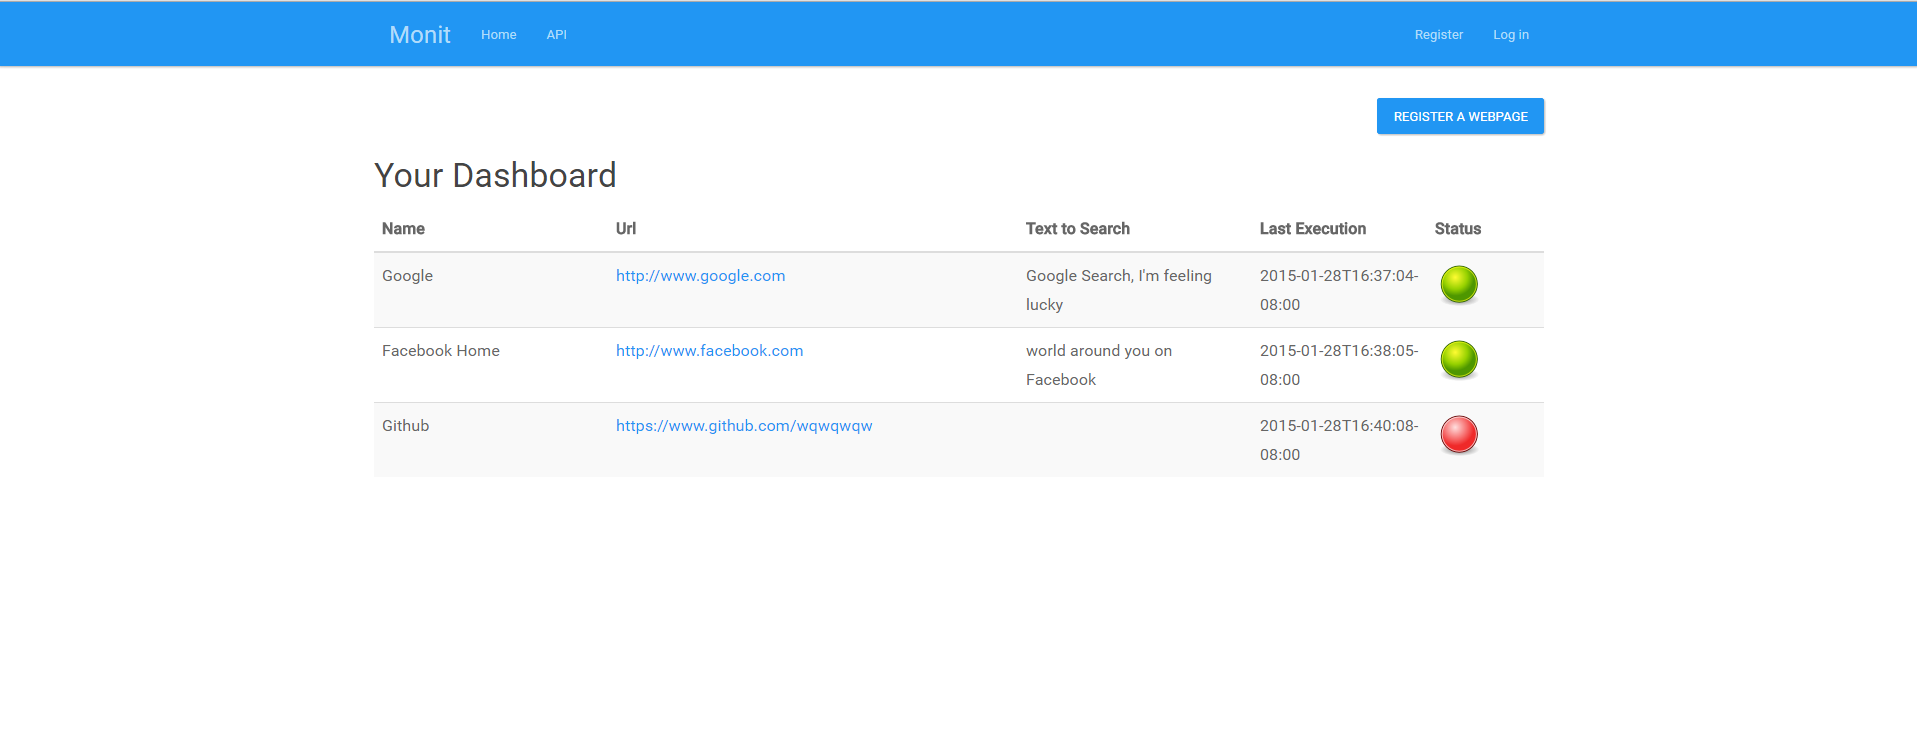 Monit Home API Register Log in
REGISTER A WEBPAGE
Your Dashboard
Name Url Text to Search Last Execution Status
Google http://www.google.com Google Search, I'm feeling 2015-01-28T16:37:04-
lucky 08:00
Facebook Home http://www.facebook.com world around you on 2015-01-28T16:38:05-
Facebook 08:00
Github https://www.github.com/wqwqwqw 2015-01-28T16:40:08-
08:00